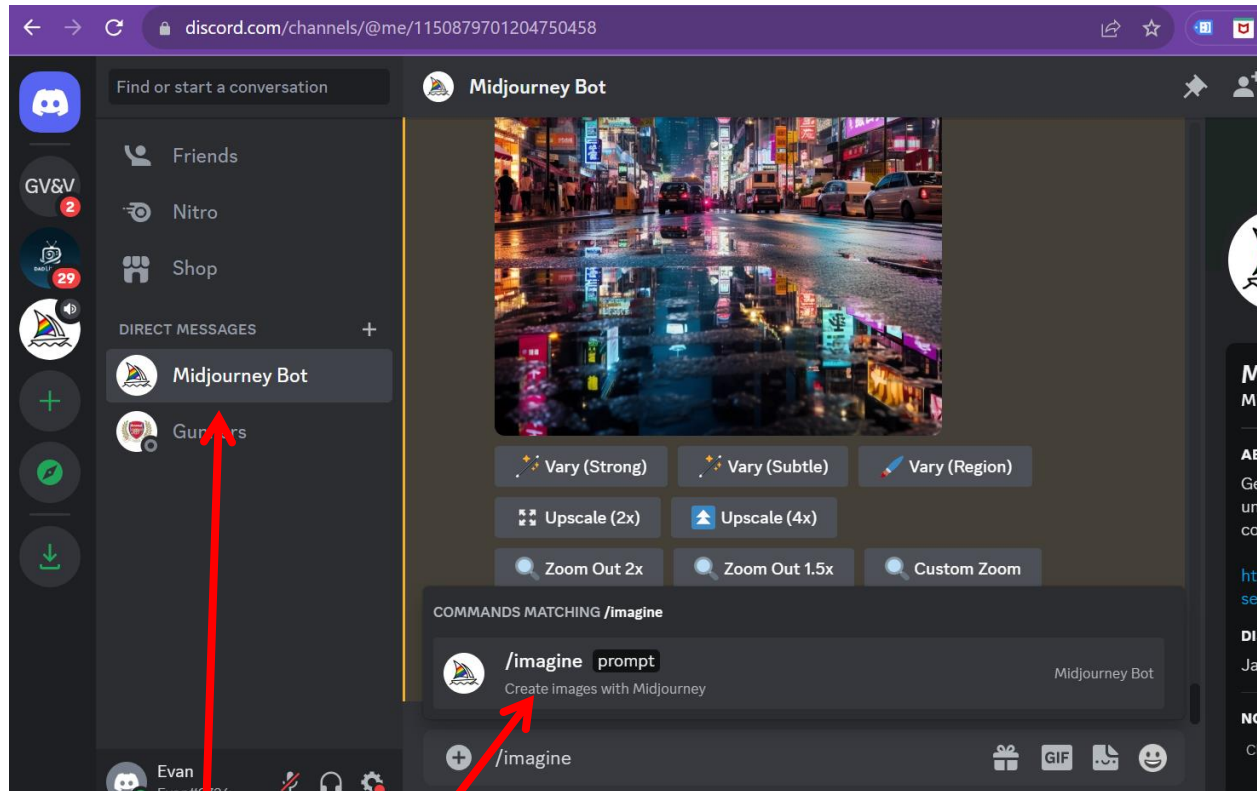 discord.com/channels/@me/1150879701204750458
Find or start a conversation
Midjourney Bot
Friends
GV&V
2
Nitro
29
Shop
DIRECT MESSAGES
Midjourney Bot
Vary (Strong)
Vary (Subtle)
Vary (Region)
Upscale (2x)
Upscale (4x)
Zoom Out 2x
Zoom Out 1.5x
Custom Zoom
COMMANDS MATCHING /imagine
/imagine prompt
Create images with Midjourney
Midjourney Bot
/imagine
GIF
Evan